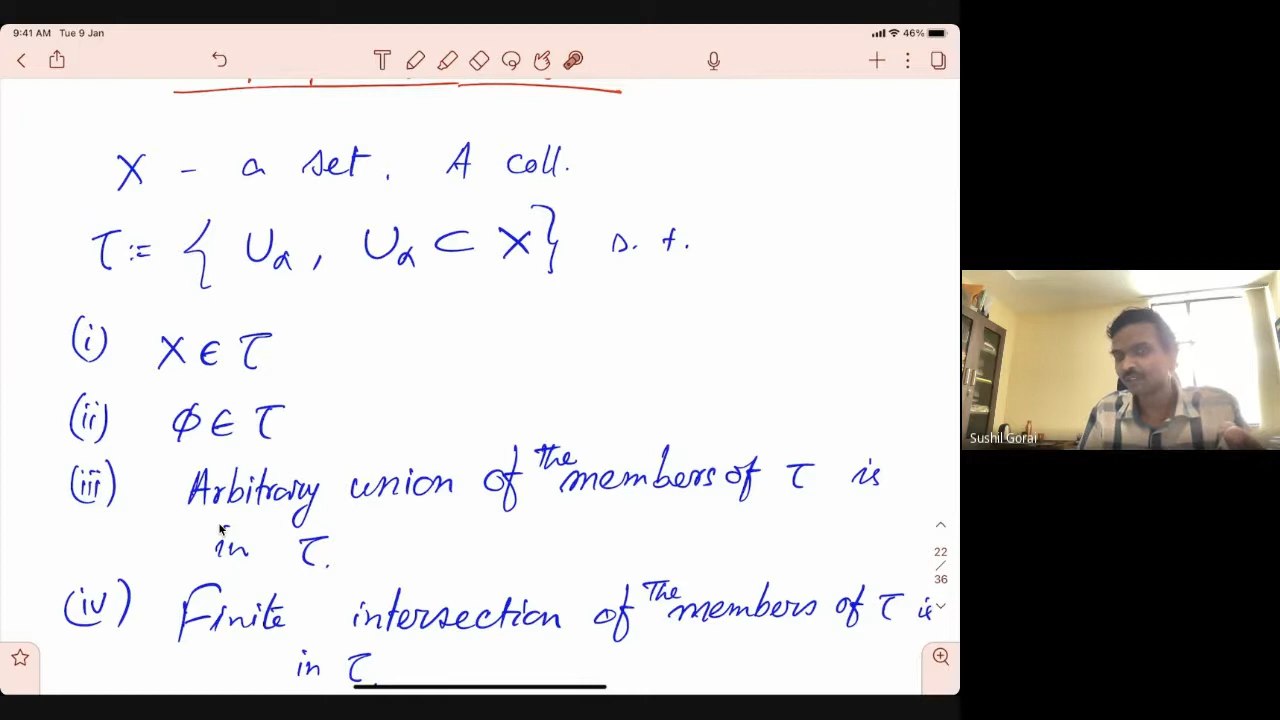 9:41 AM Tue 9 Jan
46%
X - a set. A coll.
τ := { Uα, Uα ⊂ X } s.t.
(i) X ∈ τ
(ii) φ ∈ τ
(iii) Arbitrary union of the members of τ is
in τ.
(iv) Finite intersection of the members of τ is
in τ.
22
/
36
Sushil Gorai